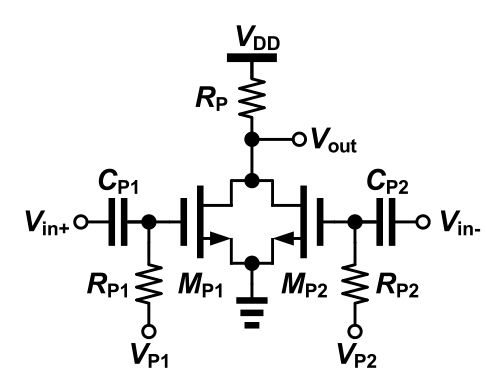 VDD
RP
Vout
CP1
CP2
Vin+
Vin-
RP1
MP1
MP2
RP2
VP1
VP2